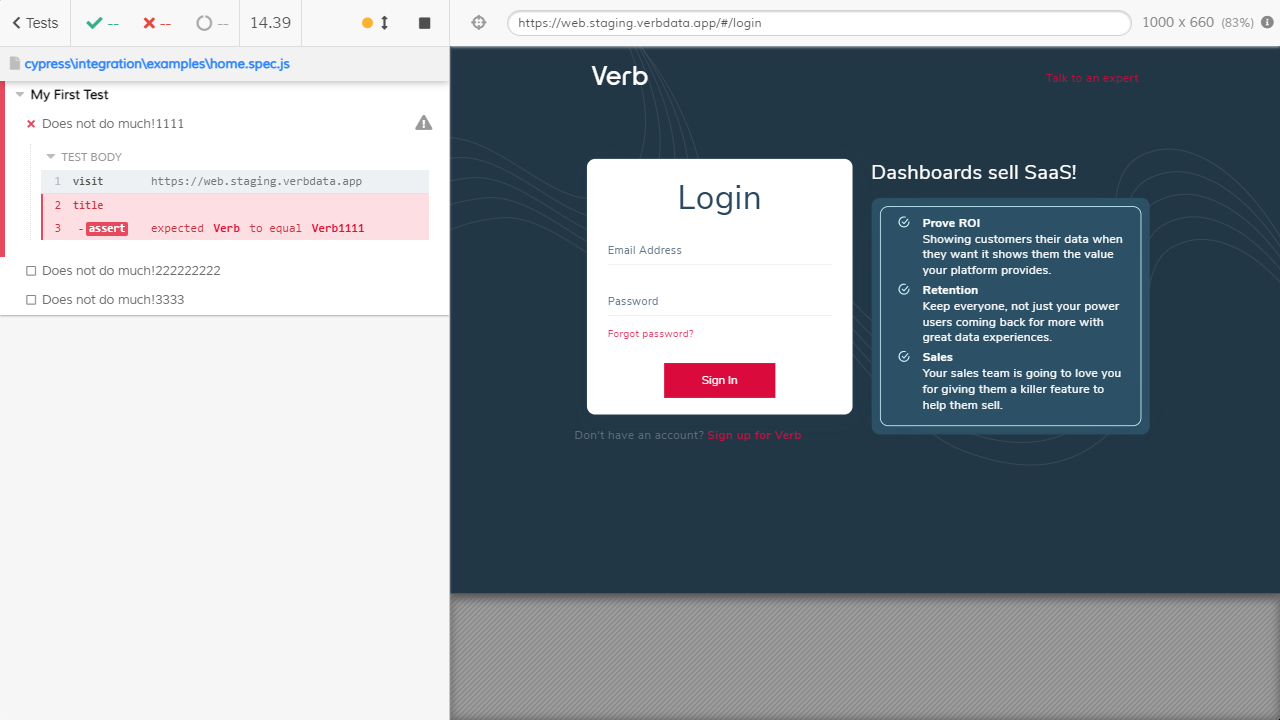 Tests
--
--
--
14.39
https://web.staging.verbdata.app/#/login
1000 x 660 (83%)
cypress\integration\examples\home.spec.js
My First Test
Does not do much!1111
TEST BODY
1 visit https://web.staging.verbdata.app
2 title
3 - assert expected Verb to equal Verb1111
Does not do much!222222222
Does not do much!3333
Verb
Talk to an expert
Login
Email Address
Password
Forgot password?
Sign In
Don't have an account? Sign up for Verb
Dashboards sell SaaS!
Prove ROI
Showing customers their data when
they want it shows them the value
your platform provides.
Retention
Keep everyone, not just your power
users coming back for more with
great data experiences.
Sales
Your sales team is going to love you
for giving them a killer feature to
help them sell.